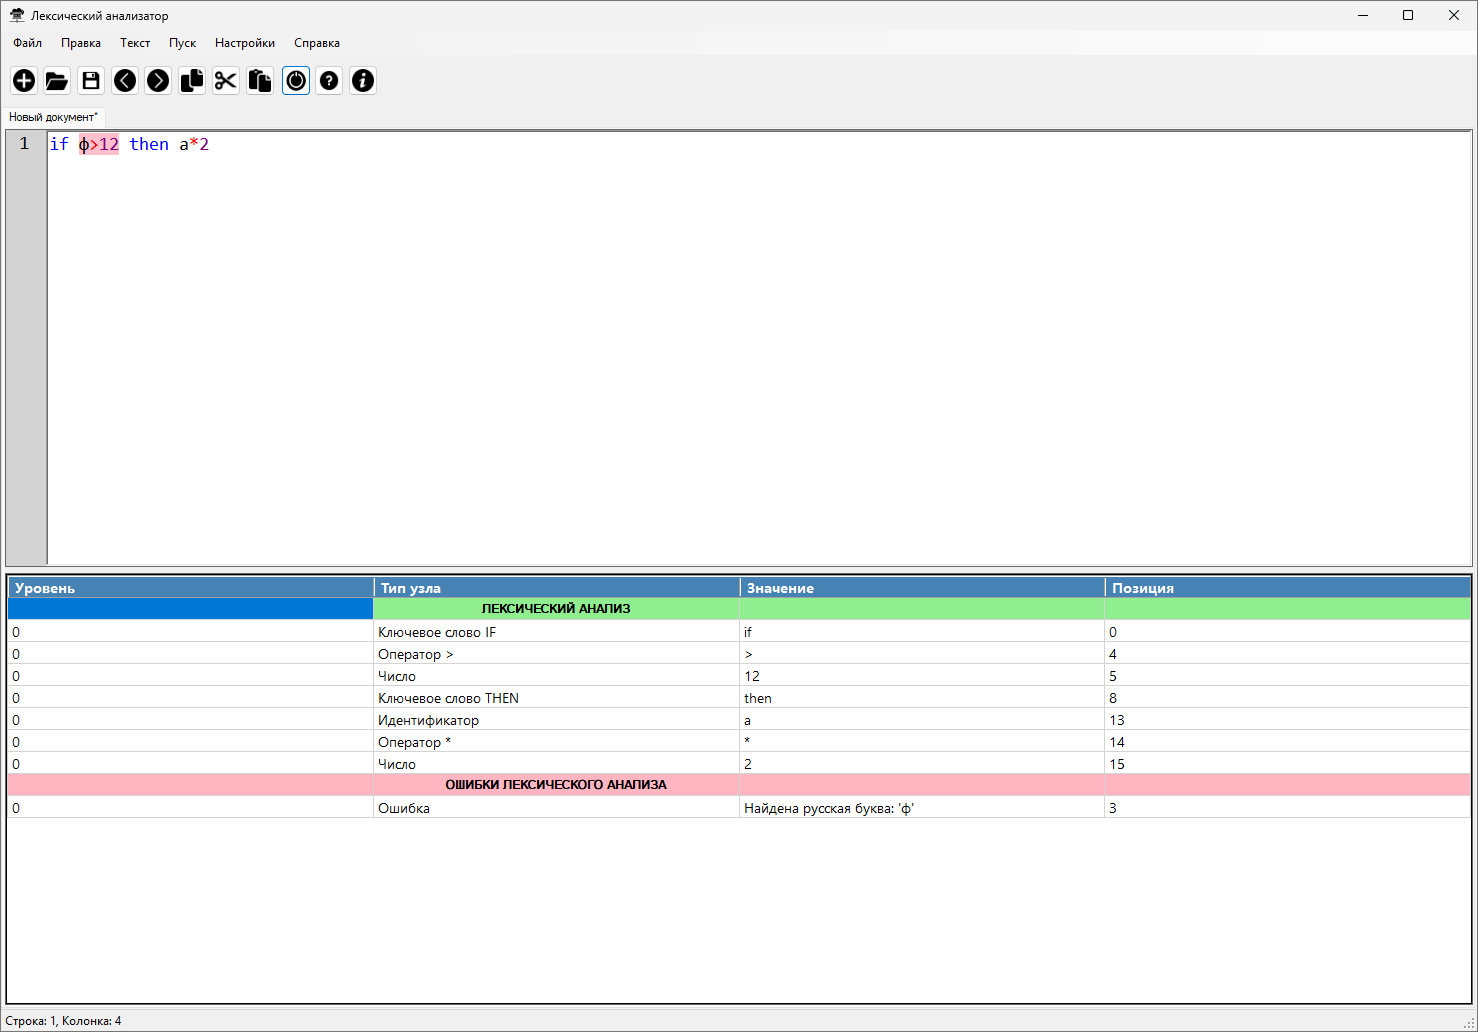 Лексический анализатор
Файл Правка Текст Пуск Настройки Справка
Новый документ*
1 if ф>12 then a*2
Уровень Тип узла Значение Позиция
ЛЕКСИЧЕСКИЙ АНАЛИЗ
0 Ключевое слово IF if 0
0 Оператор > > 4
0 Число 12 5
0 Ключевое слово THEN then 8
0 Идентификатор a 13
0 Оператор * * 14
0 Число 2 15
ОШИБКИ ЛЕКСИЧЕСКОГО АНАЛИЗА
0 Ошибка Найдена русская буква: 'ф' 3
Строка: 1, Колонка: 4